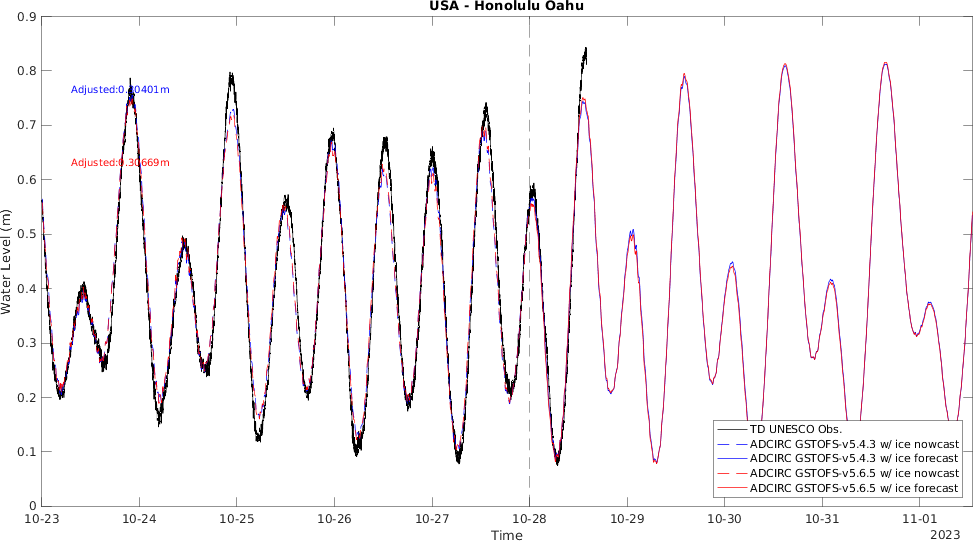 USA - Honolulu Oahu
0.9
0.8
0.7
0.6
0.5
0.4
0.3
0.2
0.1
0
Water Level (m)
Adjusted:0.30401m
Adjusted:0.30669m
TD UNESCO Obs.
ADCIRC GSTOFS-v5.4.3 w/ ice nowcast
ADCIRC GSTOFS-v5.4.3 w/ ice forecast
ADCIRC GSTOFS-v5.6.5 w/ ice nowcast
ADCIRC GSTOFS-v5.6.5 w/ ice forecast
10-23 10-24 10-25 10-26 10-27 10-28 10-29 10-30 10-31 11-01
Time
2023